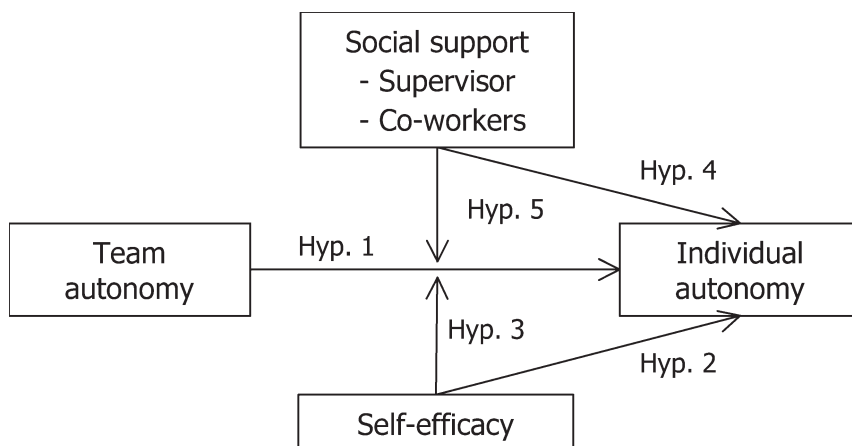 Social support
- Supervisor
- Co-workers
Hyp. 4
Hyp. 5
Team
autonomy
Hyp. 1
Individual
autonomy
Hyp. 3
Hyp. 2
Self-efficacy